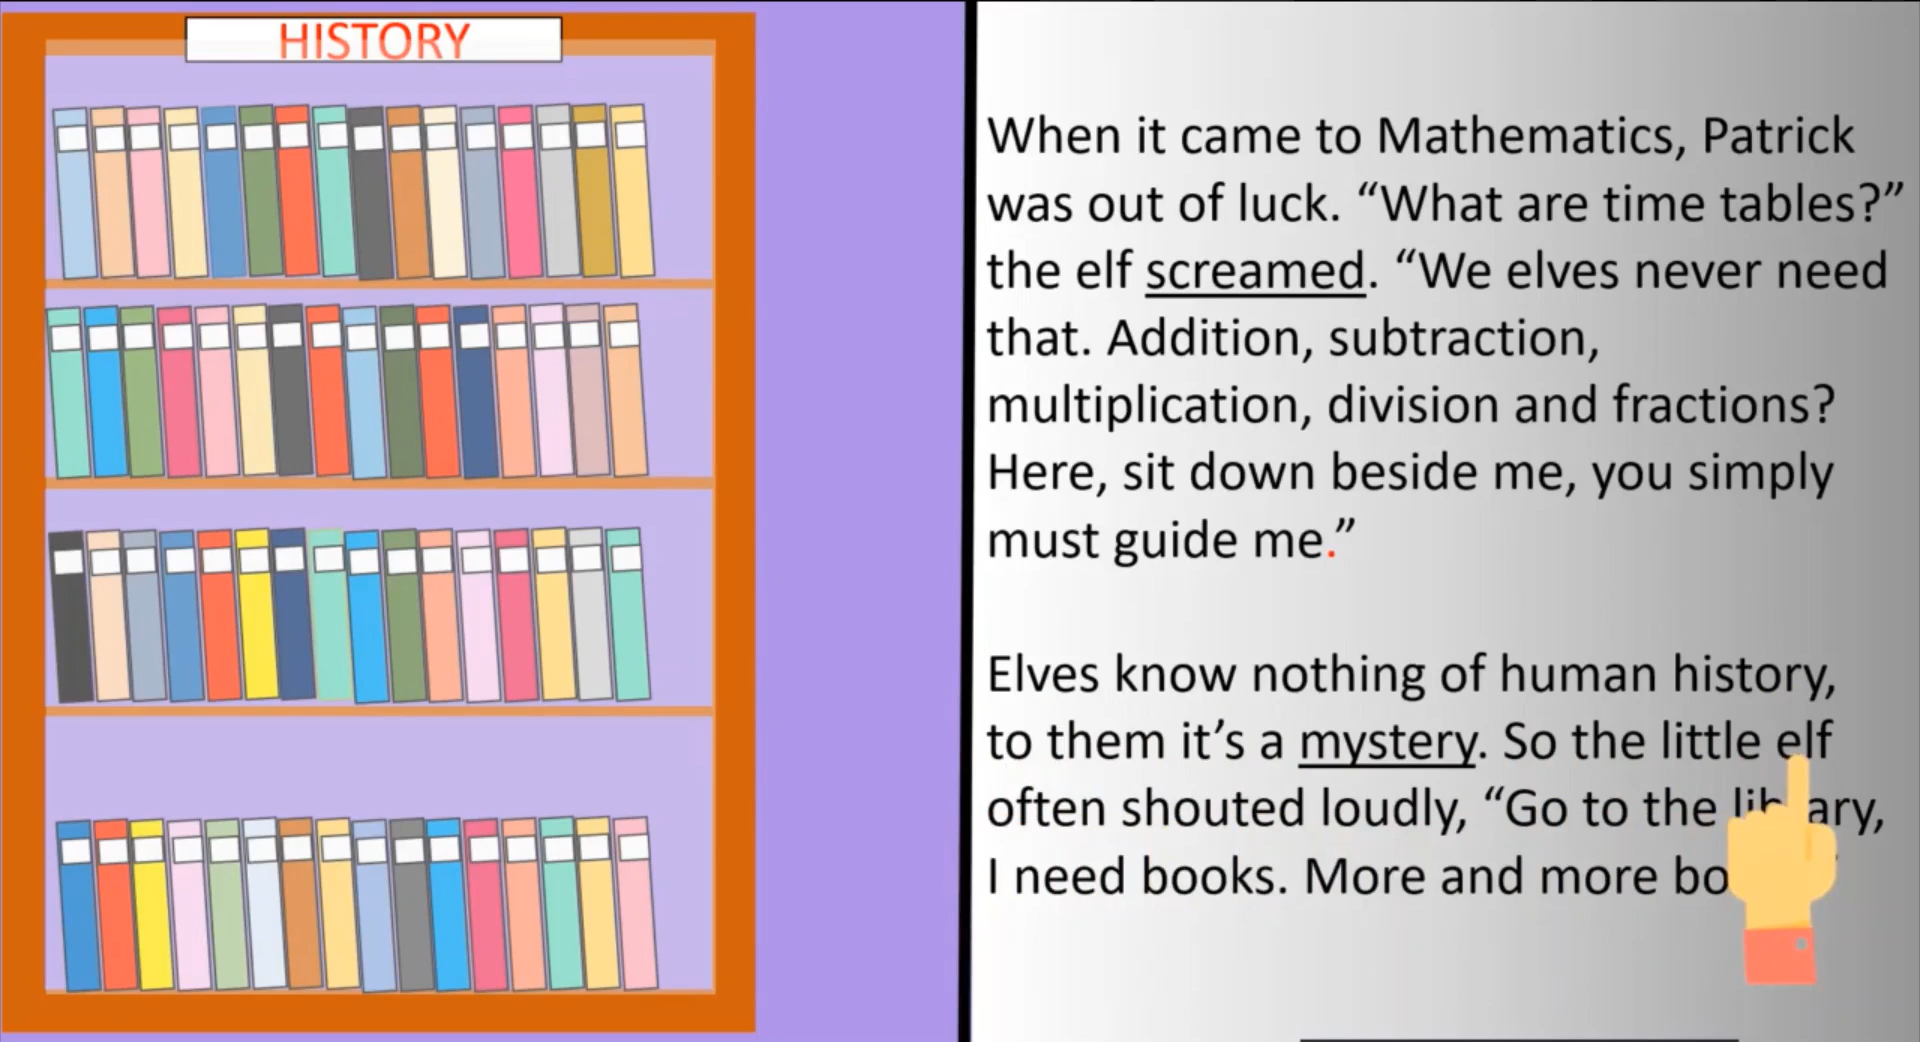 HISTORY
When it came to Mathematics, Patrick
was out of luck. “What are time tables?”
the elf screamed. “We elves never need
that. Addition, subtraction,
multiplication, division and fractions?
Here, sit down beside me, you simply
must guide me.”
Elves know nothing of human history,
to them it’s a mystery. So the little elf
often shouted loudly, “Go to the library,
I need books. More and more